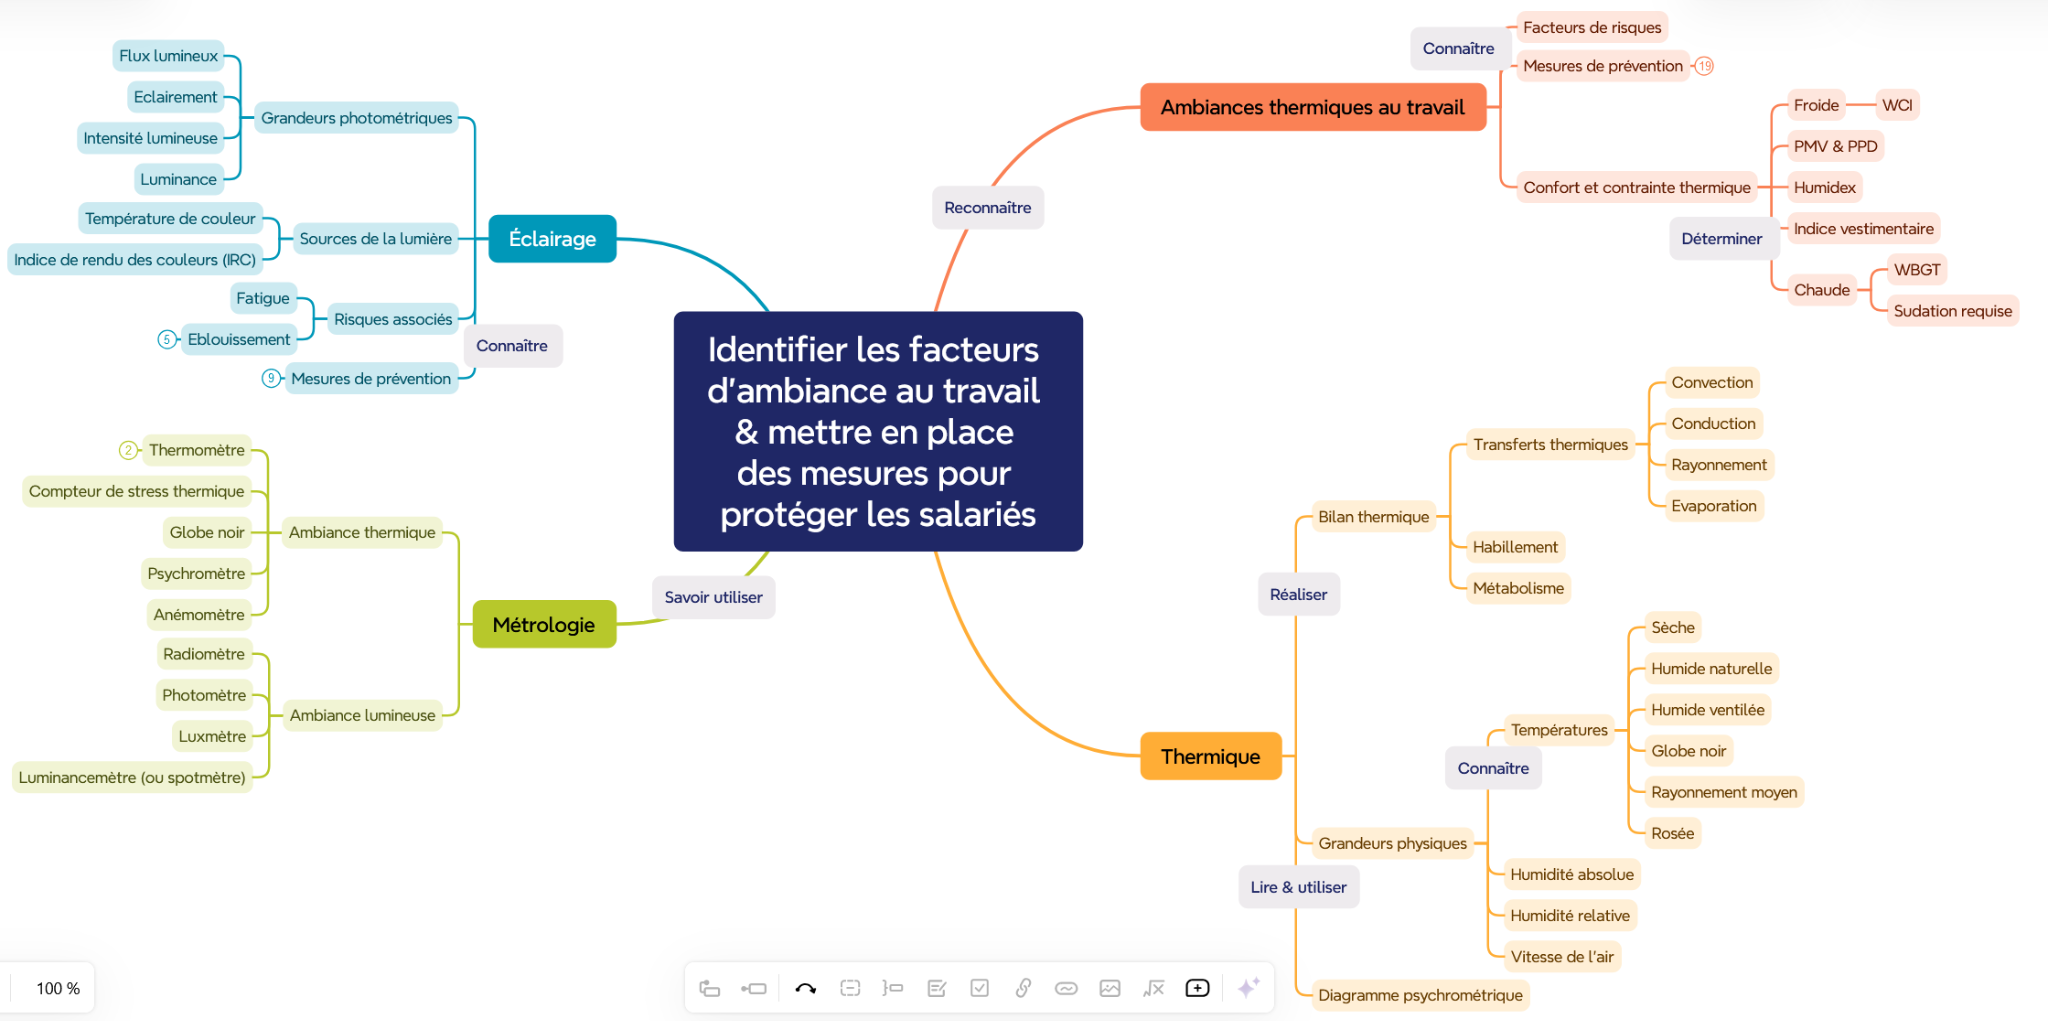 Identifier les facteurs
d'ambiance au travail
& mettre en place
des mesures pour
protéger les salariés
Éclairage
Grandeurs photométriques
Flux lumineux
Eclairement
Intensité lumineuse
Luminance
Sources de la lumière
Température de couleur
Indice de rendu des couleurs (IRC)
Connaître
Risques associés
Fatigue
Eblouissement
5
Mesures de prévention
9
Savoir utiliser
Métrologie
Ambiance thermique
Thermomètre
2
Compteur de stress thermique
Globe noir
Psychromètre
Anémomètre
Ambiance lumineuse
Radiomètre
Photomètre
Luxmètre
Luminancemètre (ou spotmètre)
Reconnaître
Ambiances thermiques au travail
Connaître
Facteurs de risques
Mesures de prévention
19
Confort et contrainte thermique
Déterminer
Froide
WCI
PMV & PPD
Humidex
Indice vestimentaire
Chaude
WBGT
Sudation requise
Thermique
Réaliser
Bilan thermique
Transferts thermiques
Convection
Conduction
Rayonnement
Evaporation
Habillement
Métabolisme
Grandeurs physiques
Connaître
Températures
Sèche
Humide naturelle
Humide ventilée
Globe noir
Rayonnement moyen
Rosée
Humidité absolue
Humidité relative
Vitesse de l'air
Lire & utiliser
Diagramme psychrométrique
100 %